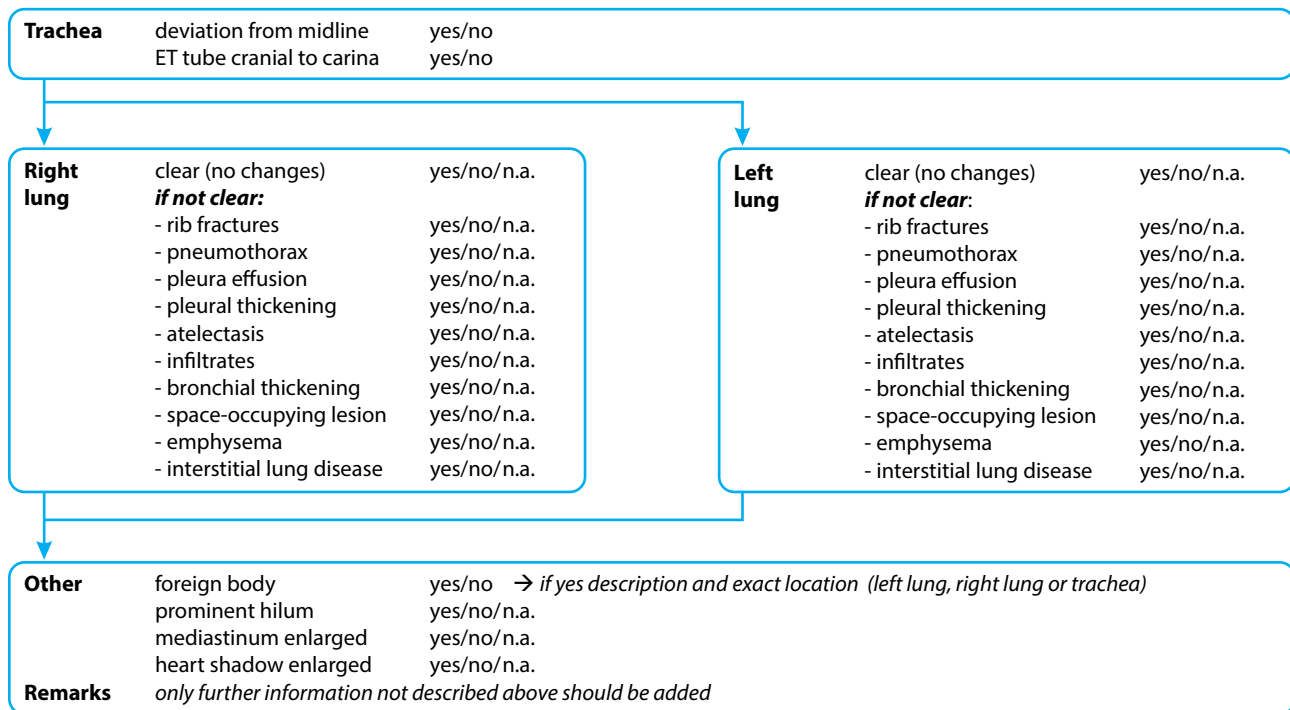 Trachea deviation from midline yes/no
ET tube cranial to carina yes/no
Right lung clear (no changes) yes/no/n.a.
if not clear:
- rib fractures yes/no/n.a.
- pneumothorax yes/no/n.a.
- pleura effusion yes/no/n.a.
- pleural thickening yes/no/n.a.
- atelectasis yes/no/n.a.
- infiltrates yes/no/n.a.
- bronchial thickening yes/no/n.a.
- space-occupying lesion yes/no/n.a.
- emphysema yes/no/n.a.
- interstitial lung disease yes/no/n.a.
Left lung clear (no changes) yes/no/n.a.
if not clear:
- rib fractures yes/no/n.a.
- pneumothorax yes/no/n.a.
- pleura effusion yes/no/n.a.
- pleural thickening yes/no/n.a.
- atelectasis yes/no/n.a.
- infiltrates yes/no/n.a.
- bronchial thickening yes/no/n.a.
- space-occupying lesion yes/no/n.a.
- emphysema yes/no/n.a.
- interstitial lung disease yes/no/n.a.
Other foreign body yes/no → if yes description and exact location (left lung, right lung or trachea)
prominent hilum yes/no/n.a.
mediastinum enlarged yes/no/n.a.
heart shadow enlarged yes/no/n.a.
Remarks only further information not described above should be added